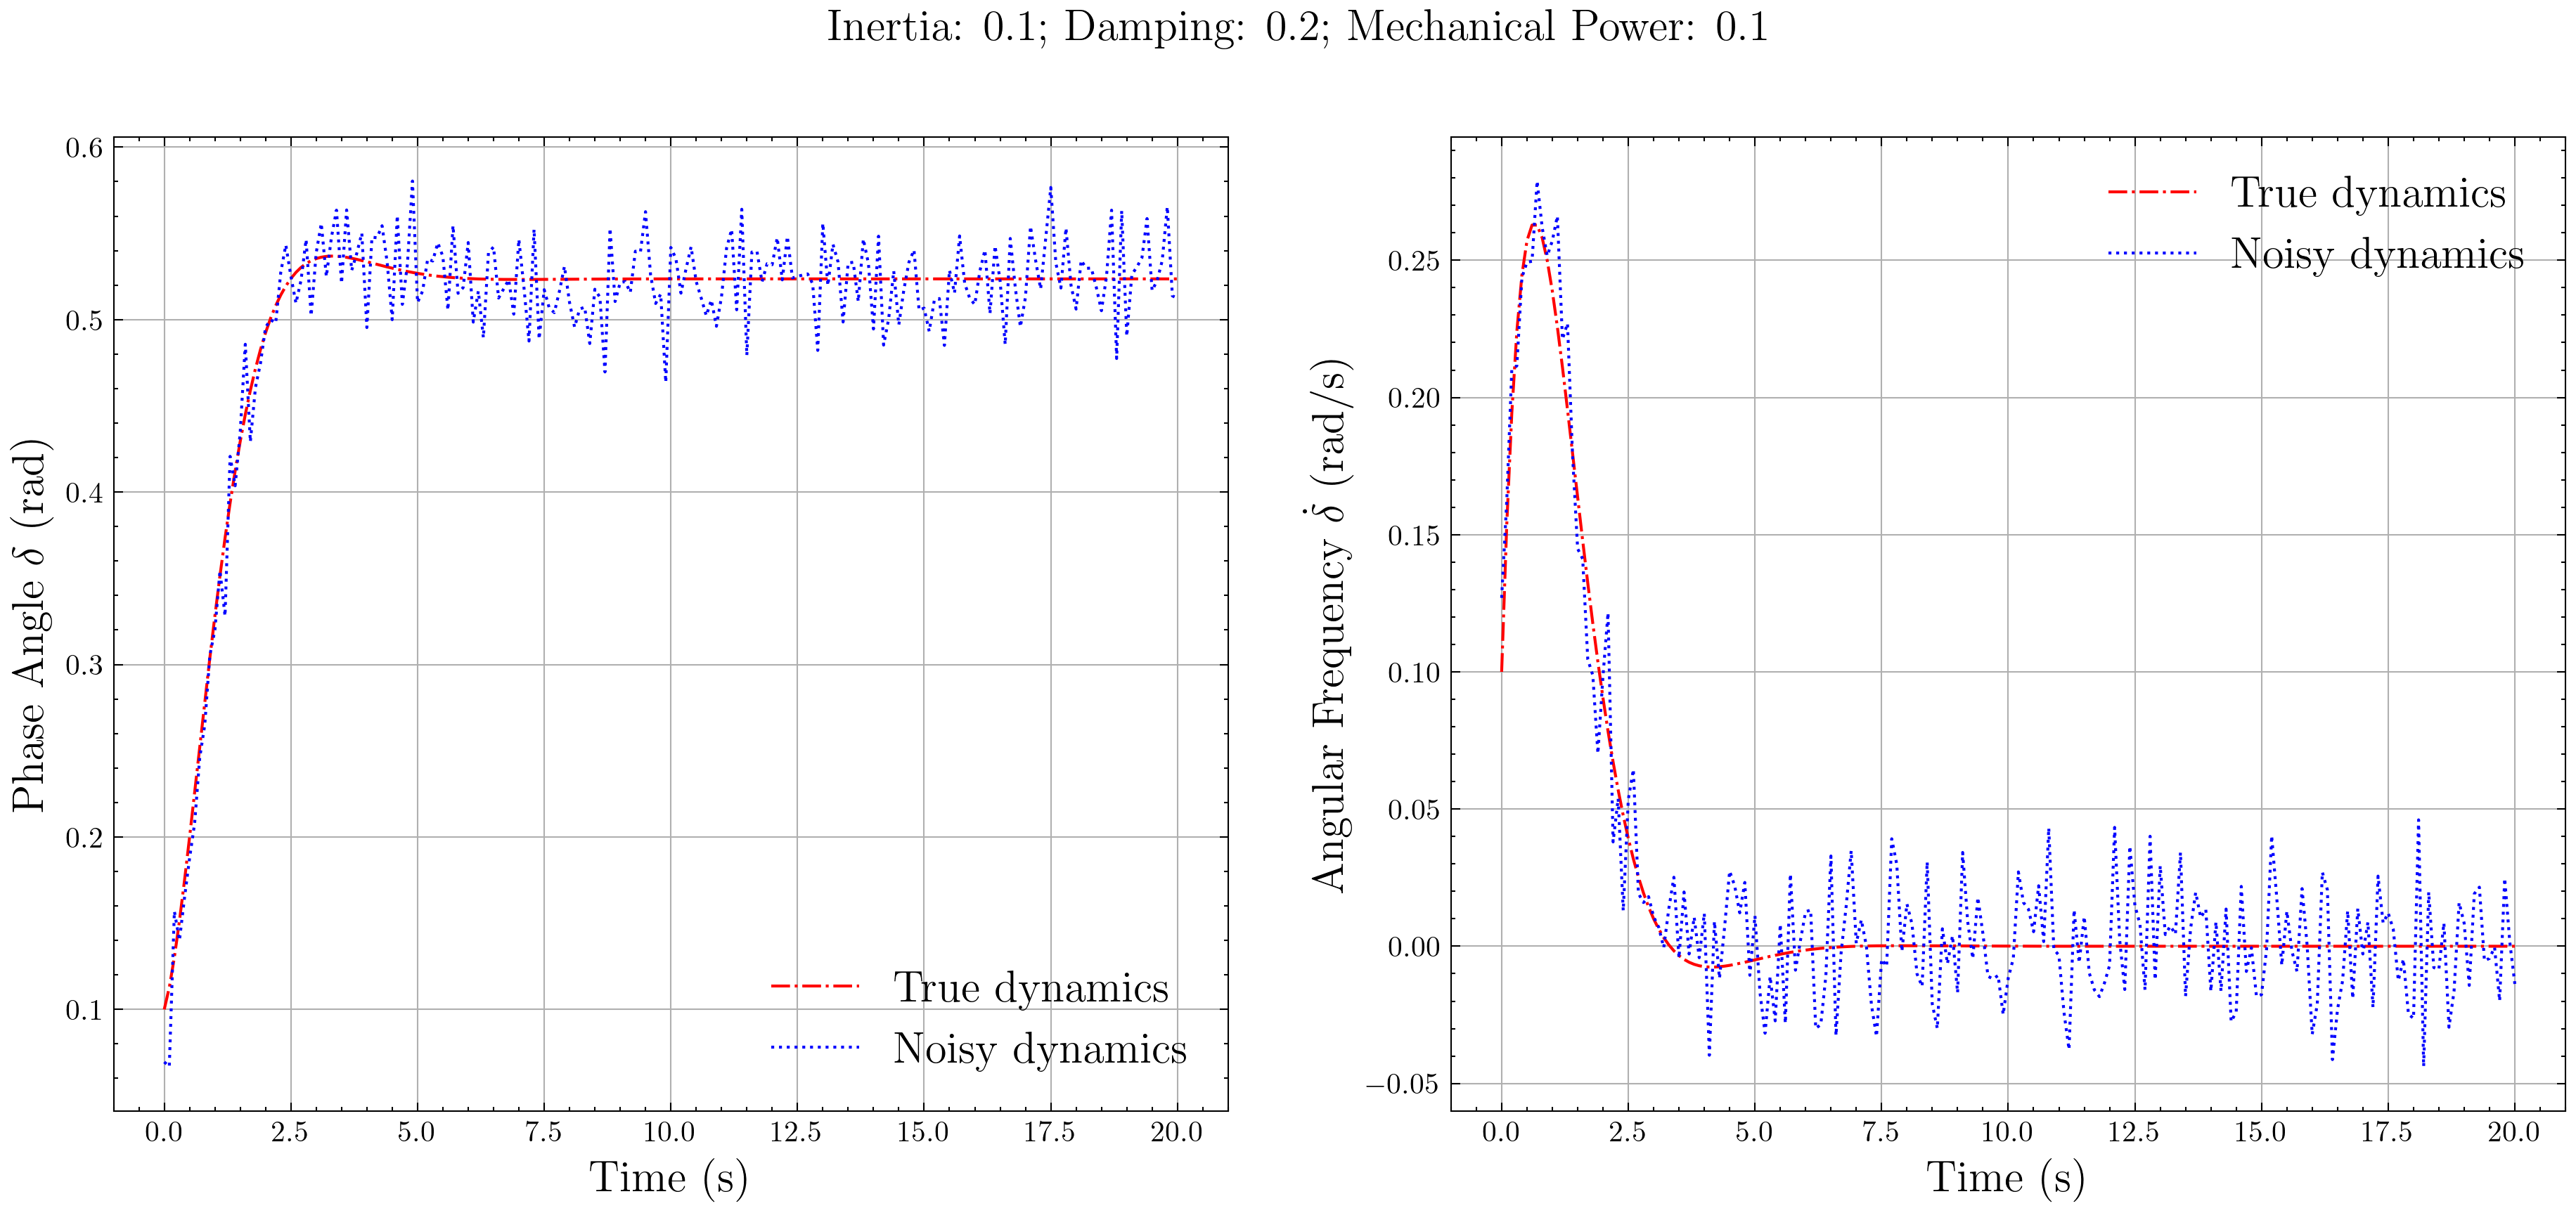 Inertia: 0.1; Damping: 0.2; Mechanical Power: 0.1
Phase Angle δ (rad)
0.6
0.5
0.4
0.3
0.2
0.1
True dynamics
Noisy dynamics
0.0 2.5 5.0 7.5 10.0 12.5 15.0 17.5 20.0
Time (s)
Angular Frequency δ̇ (rad/s)
0.25
0.20
0.15
0.10
0.05
0.00
−0.05
True dynamics
Noisy dynamics
0.0 2.5 5.0 7.5 10.0 12.5 15.0 17.5 20.0
Time (s)